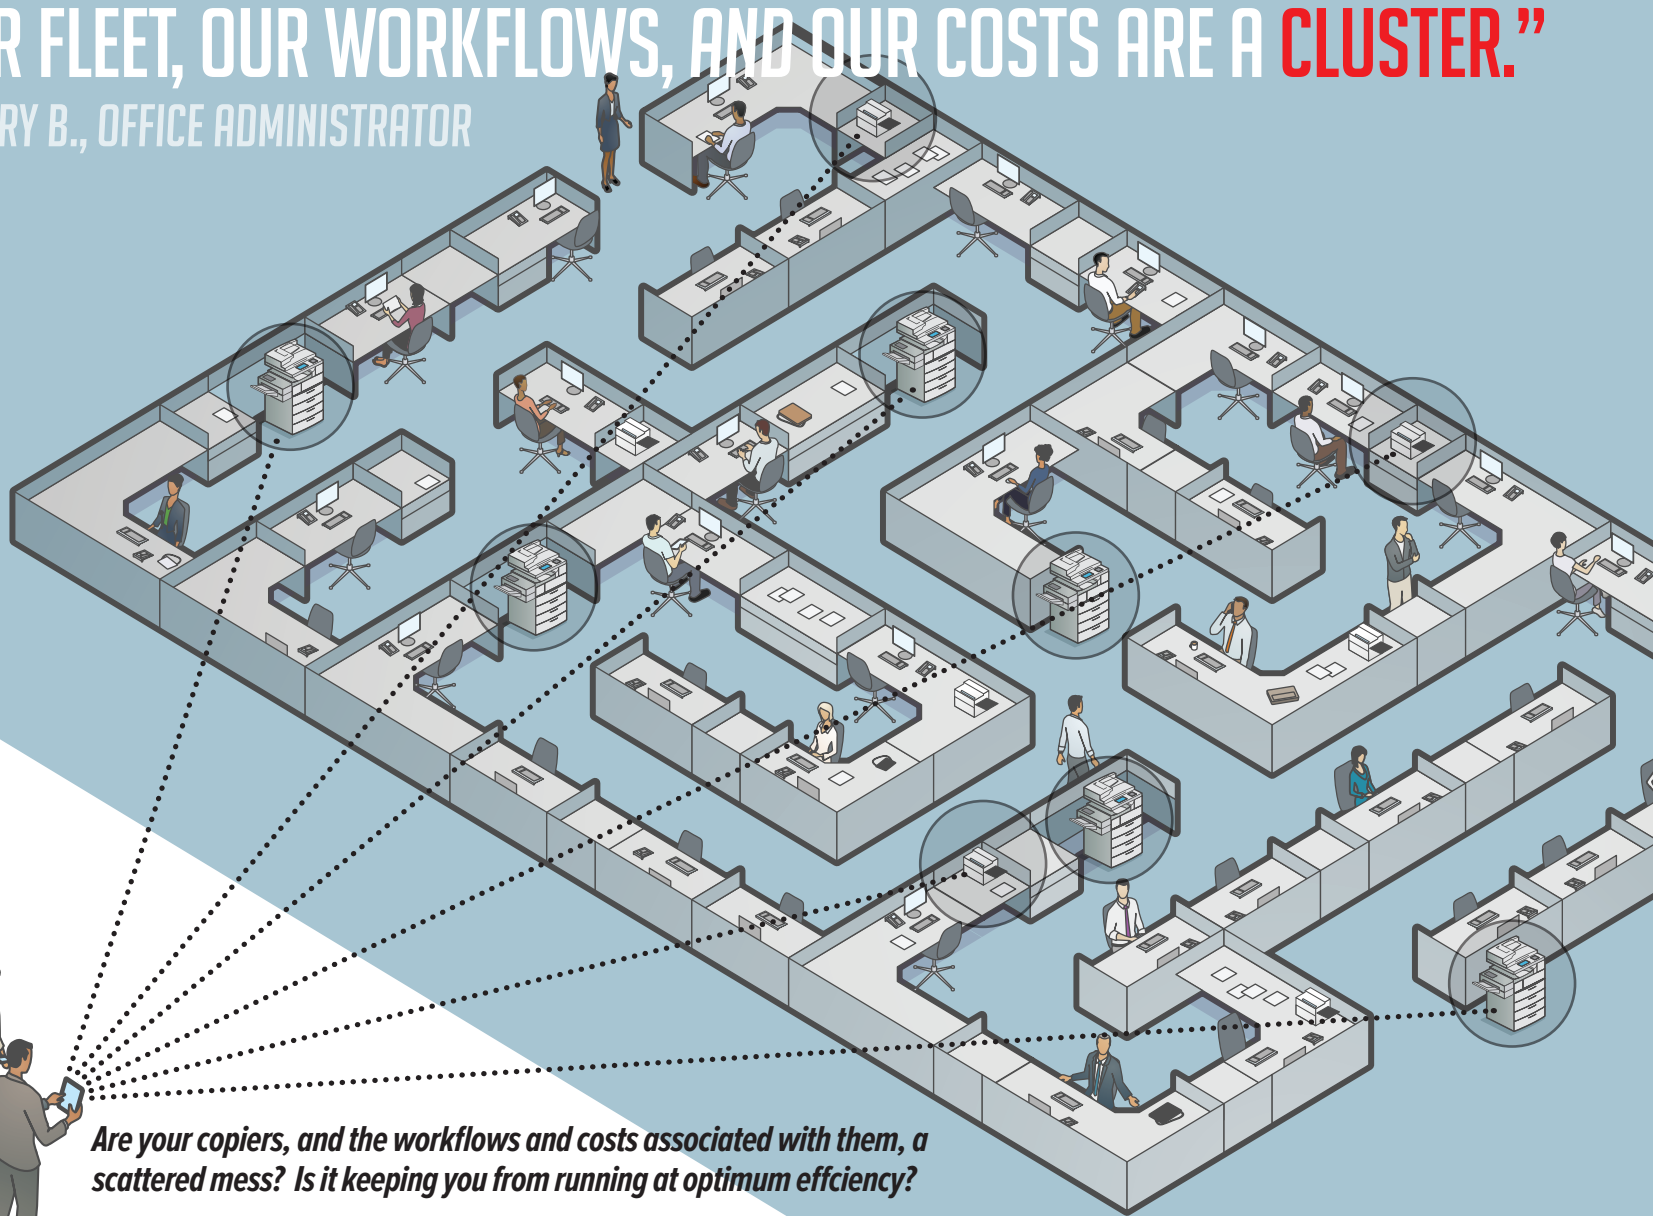 R FLEET, OUR WORKFLOWS, AND OUR COSTS ARE A CLUSTER.”
RY B., OFFICE ADMINISTRATOR
Are your copiers, and the workflows and costs associated with them, a
scattered mess? Is it keeping you from running at optimum effciency?